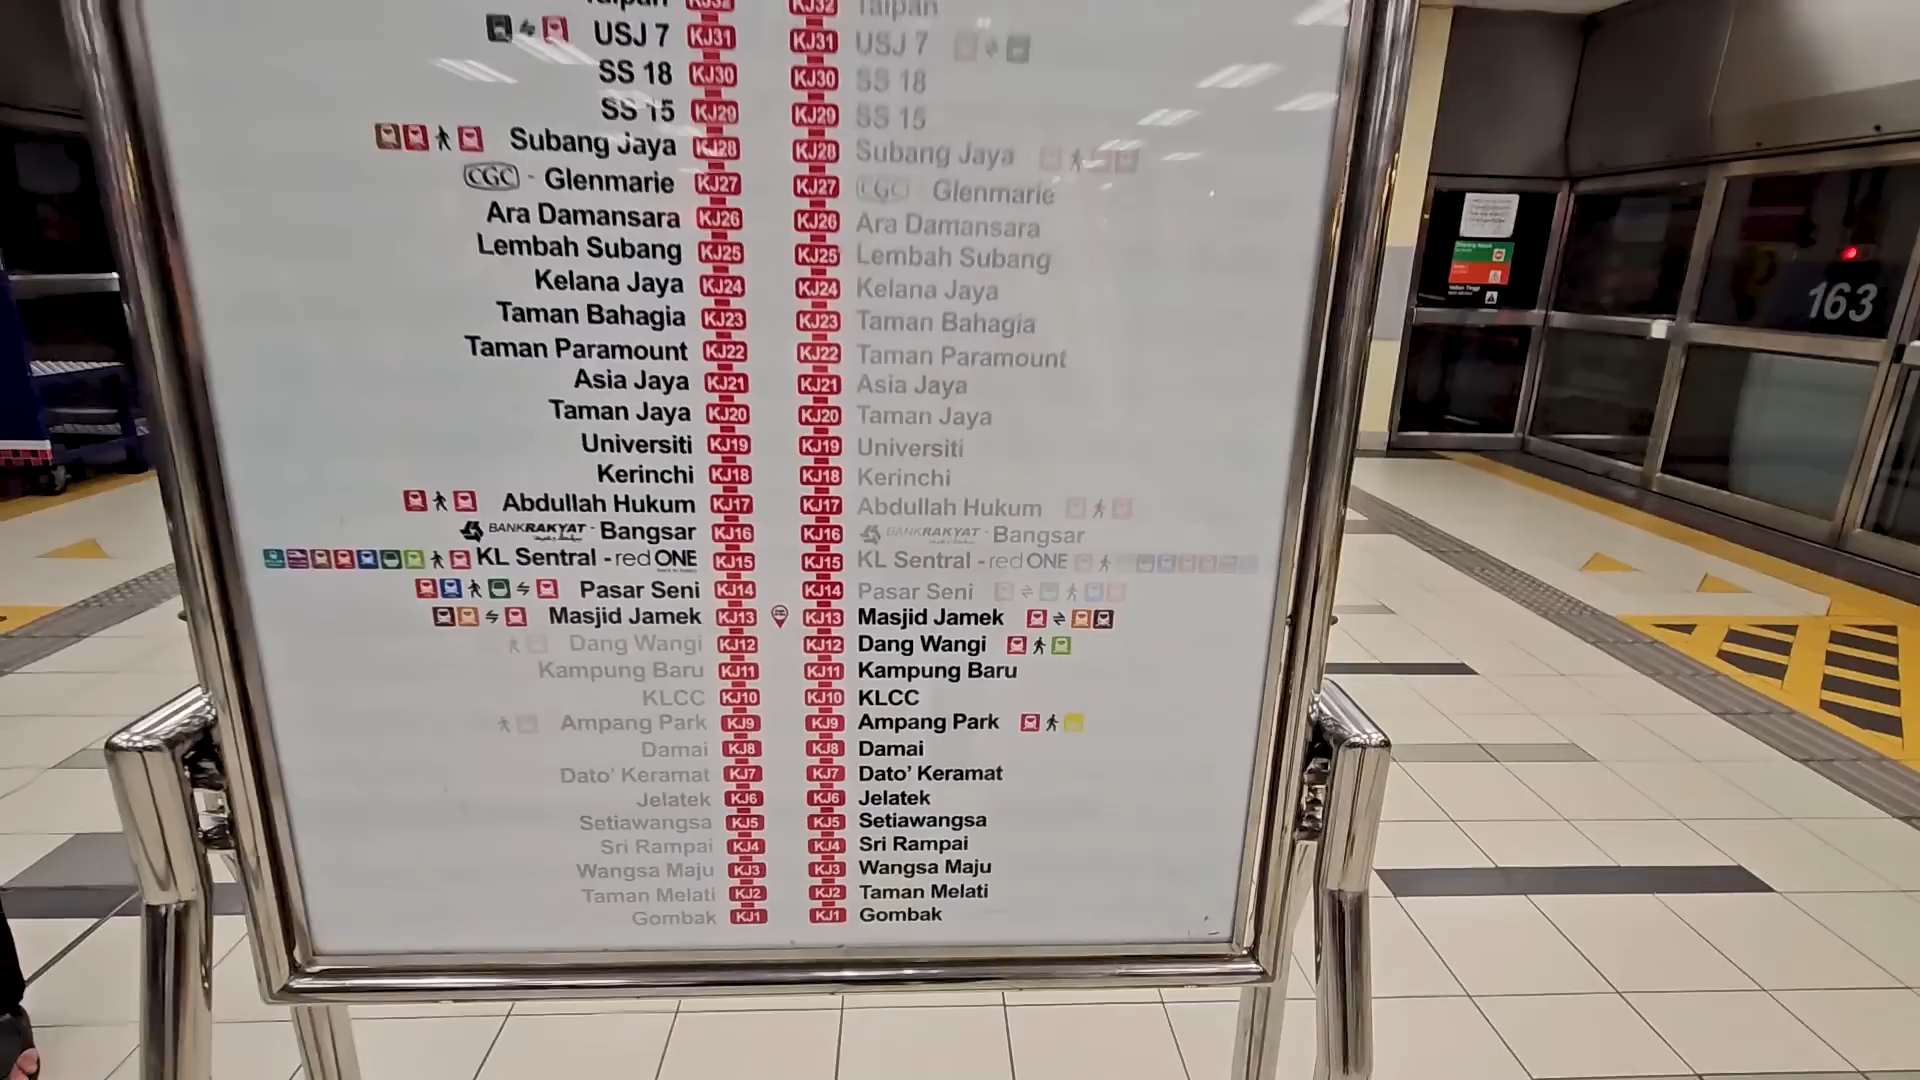 Taipan KJ32 KJ32 Taipan
USJ 7 KJ31 KJ31 USJ 7
SS 18 KJ30 KJ30 SS 18
SS 15 KJ29 KJ29 SS 15
Subang Jaya KJ28 KJ28 Subang Jaya
CGC - Glenmarie KJ27 KJ27 CGC Glenmarie
Ara Damansara KJ26 KJ26 Ara Damansara
Lembah Subang KJ25 KJ25 Lembah Subang
Kelana Jaya KJ24 KJ24 Kelana Jaya
Taman Bahagia KJ23 KJ23 Taman Bahagia
Taman Paramount KJ22 KJ22 Taman Paramount
Asia Jaya KJ21 KJ21 Asia Jaya
Taman Jaya KJ20 KJ20 Taman Jaya
Universiti KJ19 KJ19 Universiti
Kerinchi KJ18 KJ18 Kerinchi
Abdullah Hukum KJ17 KJ17 Abdullah Hukum
BANKRAKYAT - Bangsar KJ16 KJ16 BANKRAKYAT - Bangsar
KL Sentral - redONE KJ15 KJ15 KL Sentral - redONE
Pasar Seni KJ14 KJ14 Pasar Seni
Masjid Jamek KJ13 KJ13 Masjid Jamek
Dang Wangi KJ12 KJ12 Dang Wangi
Kampung Baru KJ11 KJ11 Kampung Baru
KLCC KJ10 KJ10 KLCC
Ampang Park KJ9 KJ9 Ampang Park
Damai KJ8 KJ8 Damai
Dato' Keramat KJ7 KJ7 Dato' Keramat
Jelatek KJ6 KJ6 Jelatek
Setiawangsa KJ5 KJ5 Setiawangsa
Sri Rampai KJ4 KJ4 Sri Rampai
Wangsa Maju KJ3 KJ3 Wangsa Maju
Taman Melati KJ2 KJ2 Taman Melati
Gombak KJ1 KJ1 Gombak
163